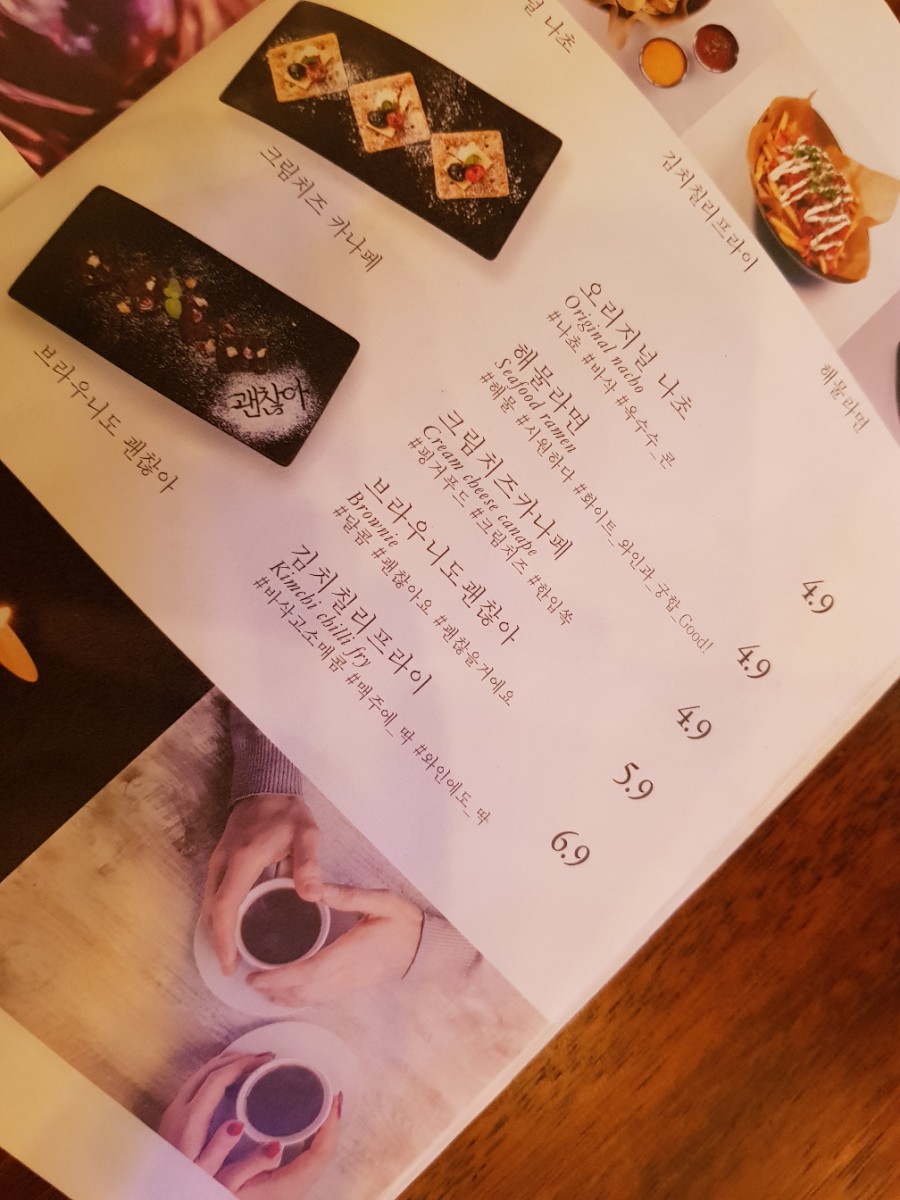 널 나초
크림치즈 카나페
괜찮아
브라우니도 괜찮아
김치칠리프라이
해물라면
오리지널 나초
Original nacho
#나초 #바삭 #옥수수_콘
4.9
해물라면
Seafood ramen
#해물 #시원하다 #화이트_와인과_궁합_Good!
4.9
크림치즈카나페
Cream cheese canape
#핑거푸드 #크림치즈 #한입쏙
4.9
브라우니도괜찮아
Brownie
#달콤 #괜찮아요 #괜찮을거에요
5.9
김치칠리프라이
Kimchi chilli fry
#바삭고소매콤 #맥주에_딱 #와인에도_딱
6.9